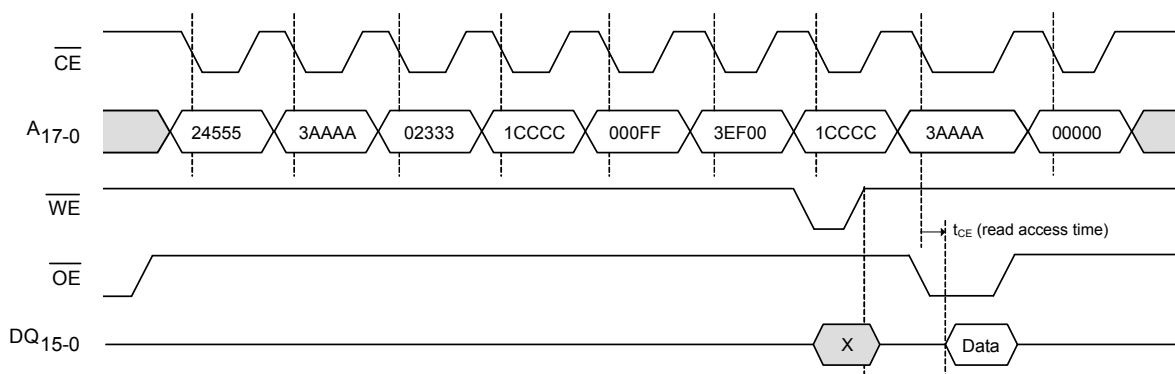 CE
A17-0
24555 3AAAA 02333 1CCCC 000FF 3EF00 1CCCC 3AAAA 00000
WE
tCE (read access time)
OE
DQ15-0
X Data